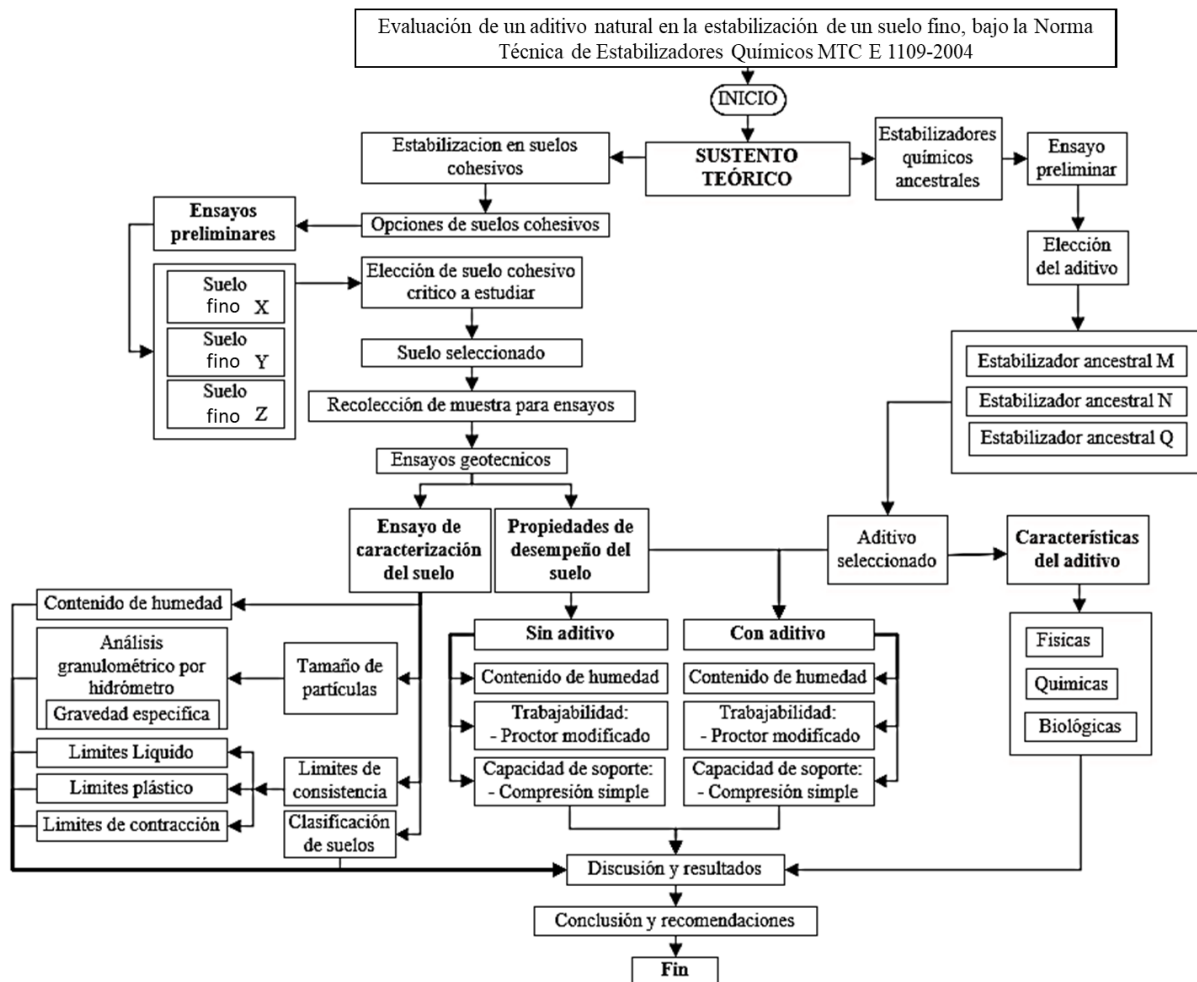 Evaluación de un aditivo natural en la estabilización de un suelo fino, bajo la Norma
Técnica de Estabilizadores Químicos MTC E 1109-2004
INICIO
SUSTENTO
TEÓRICO
Estabilizacion en suelos
cohesivos
Opciones de suelos cohesivos
Ensayos
preliminares
Suelo
fino X
Suelo
fino Y
Suelo
fino Z
Elección de suelo cohesivo
critico a estudiar
Suelo seleccionado
Recolección de muestra para ensayos
Ensayos geotecnicos
Estabilizadores
químicos
ancestrales
Ensayo
preliminar
Elección
del aditivo
Estabilizador ancestral M
Estabilizador ancestral N
Estabilizador ancestral Q
Aditivo
seleccionado
Características
del aditivo
Fisicas
Quimicas
Biológicas
Ensayo de
caracterización
del suelo
Propiedades de
desempeño del
suelo
Contenido de humedad
Análisis
granulométrico por
hidrómetro
Gravedad especifica
Tamaño de
partículas
Limites Liquido
Limites plástico
Limites de contracción
Limites de
consistencia
Clasificación
de suelos
Sin aditivo
Contenido de humedad
Trabajabilidad:
- Proctor modificado
Capacidad de soporte:
- Compresión simple
Con aditivo
Contenido de humedad
Trabajabilidad:
- Proctor modificado
Capacidad de soporte:
- Compresión simple
Discusión y resultados
Conclusión y recomendaciones
Fin